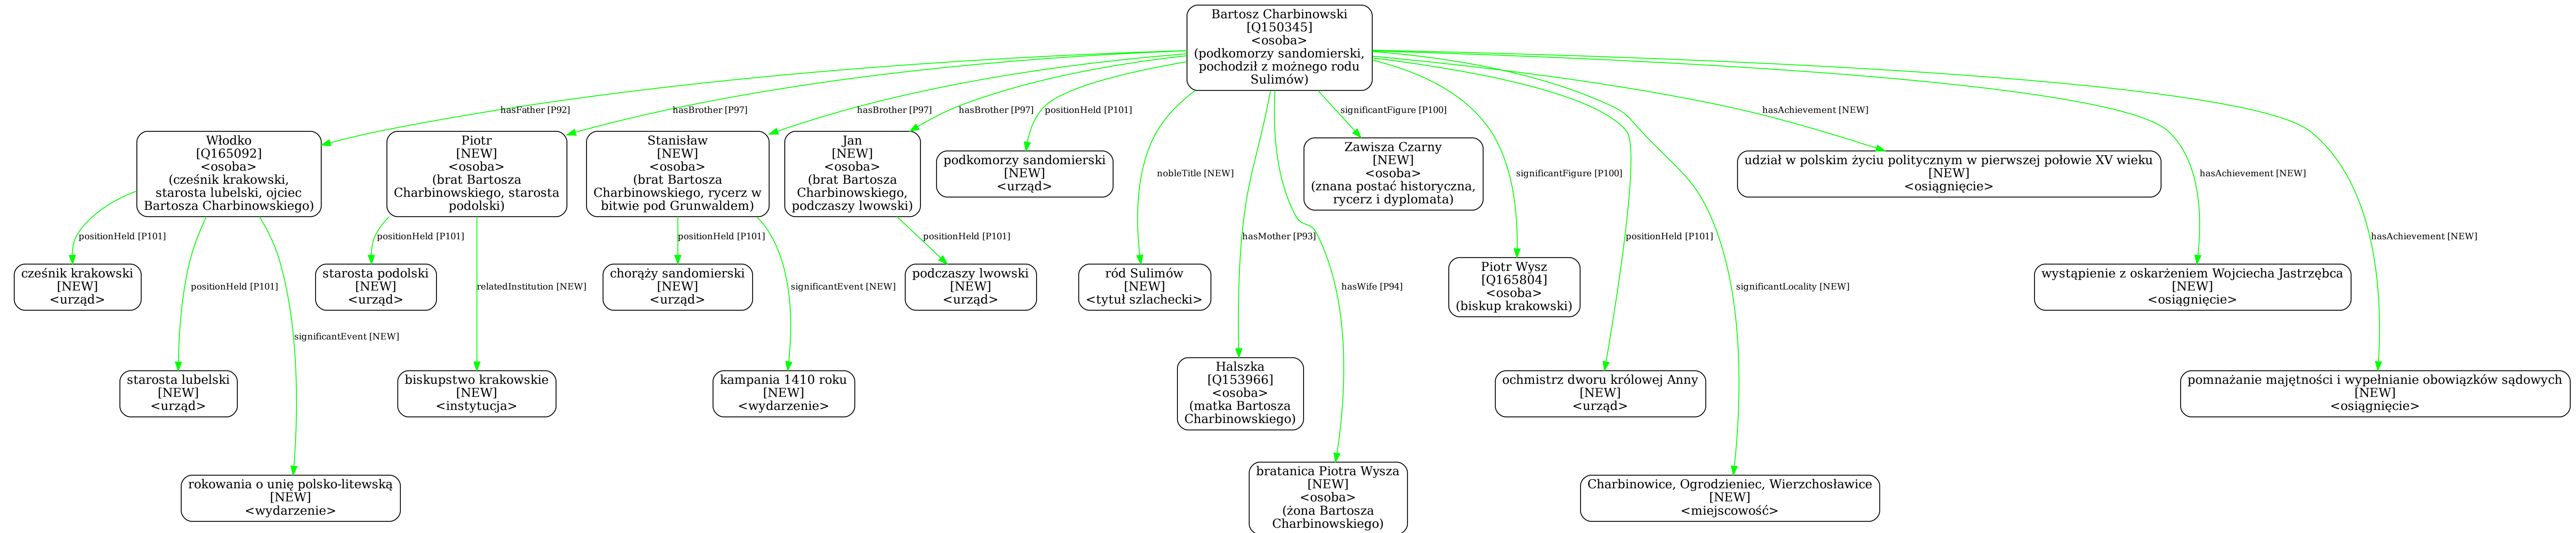 Bartosz Charbinowski
[Q150345]
<osoba>
(podkomorzy sandomierski,
pochodził z możnego rodu
Sulimów)
hasFather [P92]
hasBrother [P97]
hasBrother [P97]
hasBrother [P97]
positionHeld [P101]
significantFigure [P100]
hasAchievement [NEW]
Włodko
[Q165092]
<osoba>
(cześnik krakowski,
starosta lubelski, ojciec
Bartosza Charbinowskiego)
Piotr
[NEW]
<osoba>
(brat Bartosza
Charbinowskiego, starosta
podolski)
Stanisław
[NEW]
<osoba>
(brat Bartosza
Charbinowskiego, rycerz w
bitwie pod Grunwaldem)
Jan
[NEW]
<osoba>
(brat Bartosza
Charbinowskiego,
podczaszy lwowski)
podkomorzy sandomierski
[NEW]
<urząd>
nobleTitle [NEW]
Zawisza Czarny
[NEW]
<osoba>
(znana postać historyczna,
rycerz i dyplomata)
significantFigure [P100]
udział w polskim życiu politycznym w pierwszej połowie XV wieku
[NEW]
<osiągnięcie>
hasAchievement [NEW]
positionHeld [P101]
positionHeld [P101]
positionHeld [P101]
positionHeld [P101]
hasMother [P93]
positionHeld [P101]
hasAchievement [NEW]
cześnik krakowski
[NEW]
<urząd>
positionHeld [P101]
starosta podolski
[NEW]
<urząd>
relatedInstitution [NEW]
chorąży sandomierski
[NEW]
<urząd>
significantEvent [NEW]
podczaszy lwowski
[NEW]
<urząd>
ród Sulimów
[NEW]
<tytuł szlachecki>
hasWife [P94]
Piotr Wysz
[Q165804]
<osoba>
(biskup krakowski)
significantLocality [NEW]
wystąpienie z oskarżeniem Wojciecha Jastrzębca
[NEW]
<osiągnięcie>
significantEvent [NEW]
starosta lubelski
[NEW]
<urząd>
biskupstwo krakowskie
[NEW]
<instytucja>
kampania 1410 roku
[NEW]
<wydarzenie>
Halszka
[Q153966]
<osoba>
(matka Bartosza
Charbinowskiego)
ochmistrz dworu królowej Anny
[NEW]
<urząd>
pomnażanie majętności i wypełnianie obowiązków sądowych
[NEW]
<osiągnięcie>
rokowania o unię polsko-litewską
[NEW]
<wydarzenie>
bratanica Piotra Wysza
[NEW]
<osoba>
(żona Bartosza
Charbinowskiego)
Charbinowice, Ogrodzieniec, Wierzchosławice
[NEW]
<miejscowość>